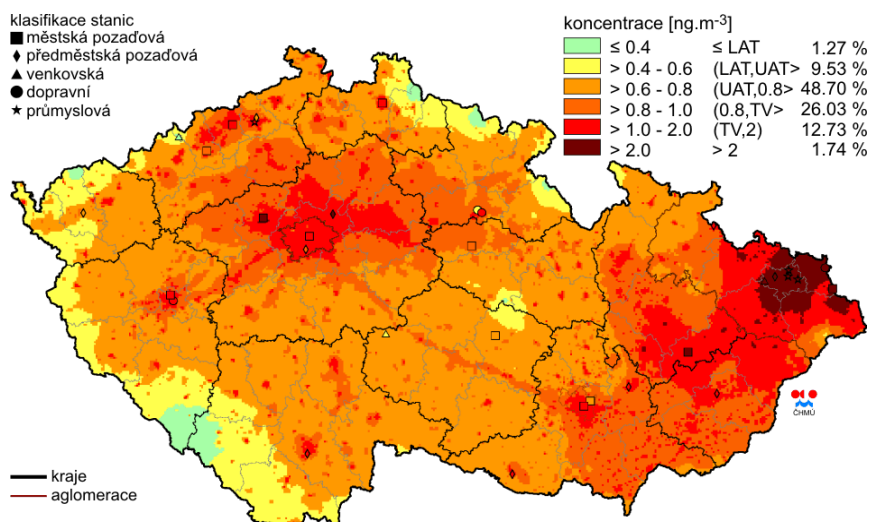 klasifikace stanic
městská pozaďová
předměstská pozaďová
venkovská
dopravní
průmyslová
koncentrace [ng.m-3]
≤ 0.4 ≤ LAT 1.27 %
> 0.4 - 0.6 (LAT,UAT> 9.53 %
> 0.6 - 0.8 (UAT,0.8> 48.70 %
> 0.8 - 1.0 (0.8,TV> 26.03 %
> 1.0 - 2.0 (TV,2) 12.73 %
> 2.0 > 2 1.74 %
ČHMÚ
kraje
aglomerace